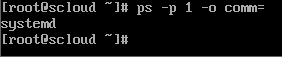 [root@scloud ~]# ps -p 1 -o comm=
systemd
[root@scloud ~]#